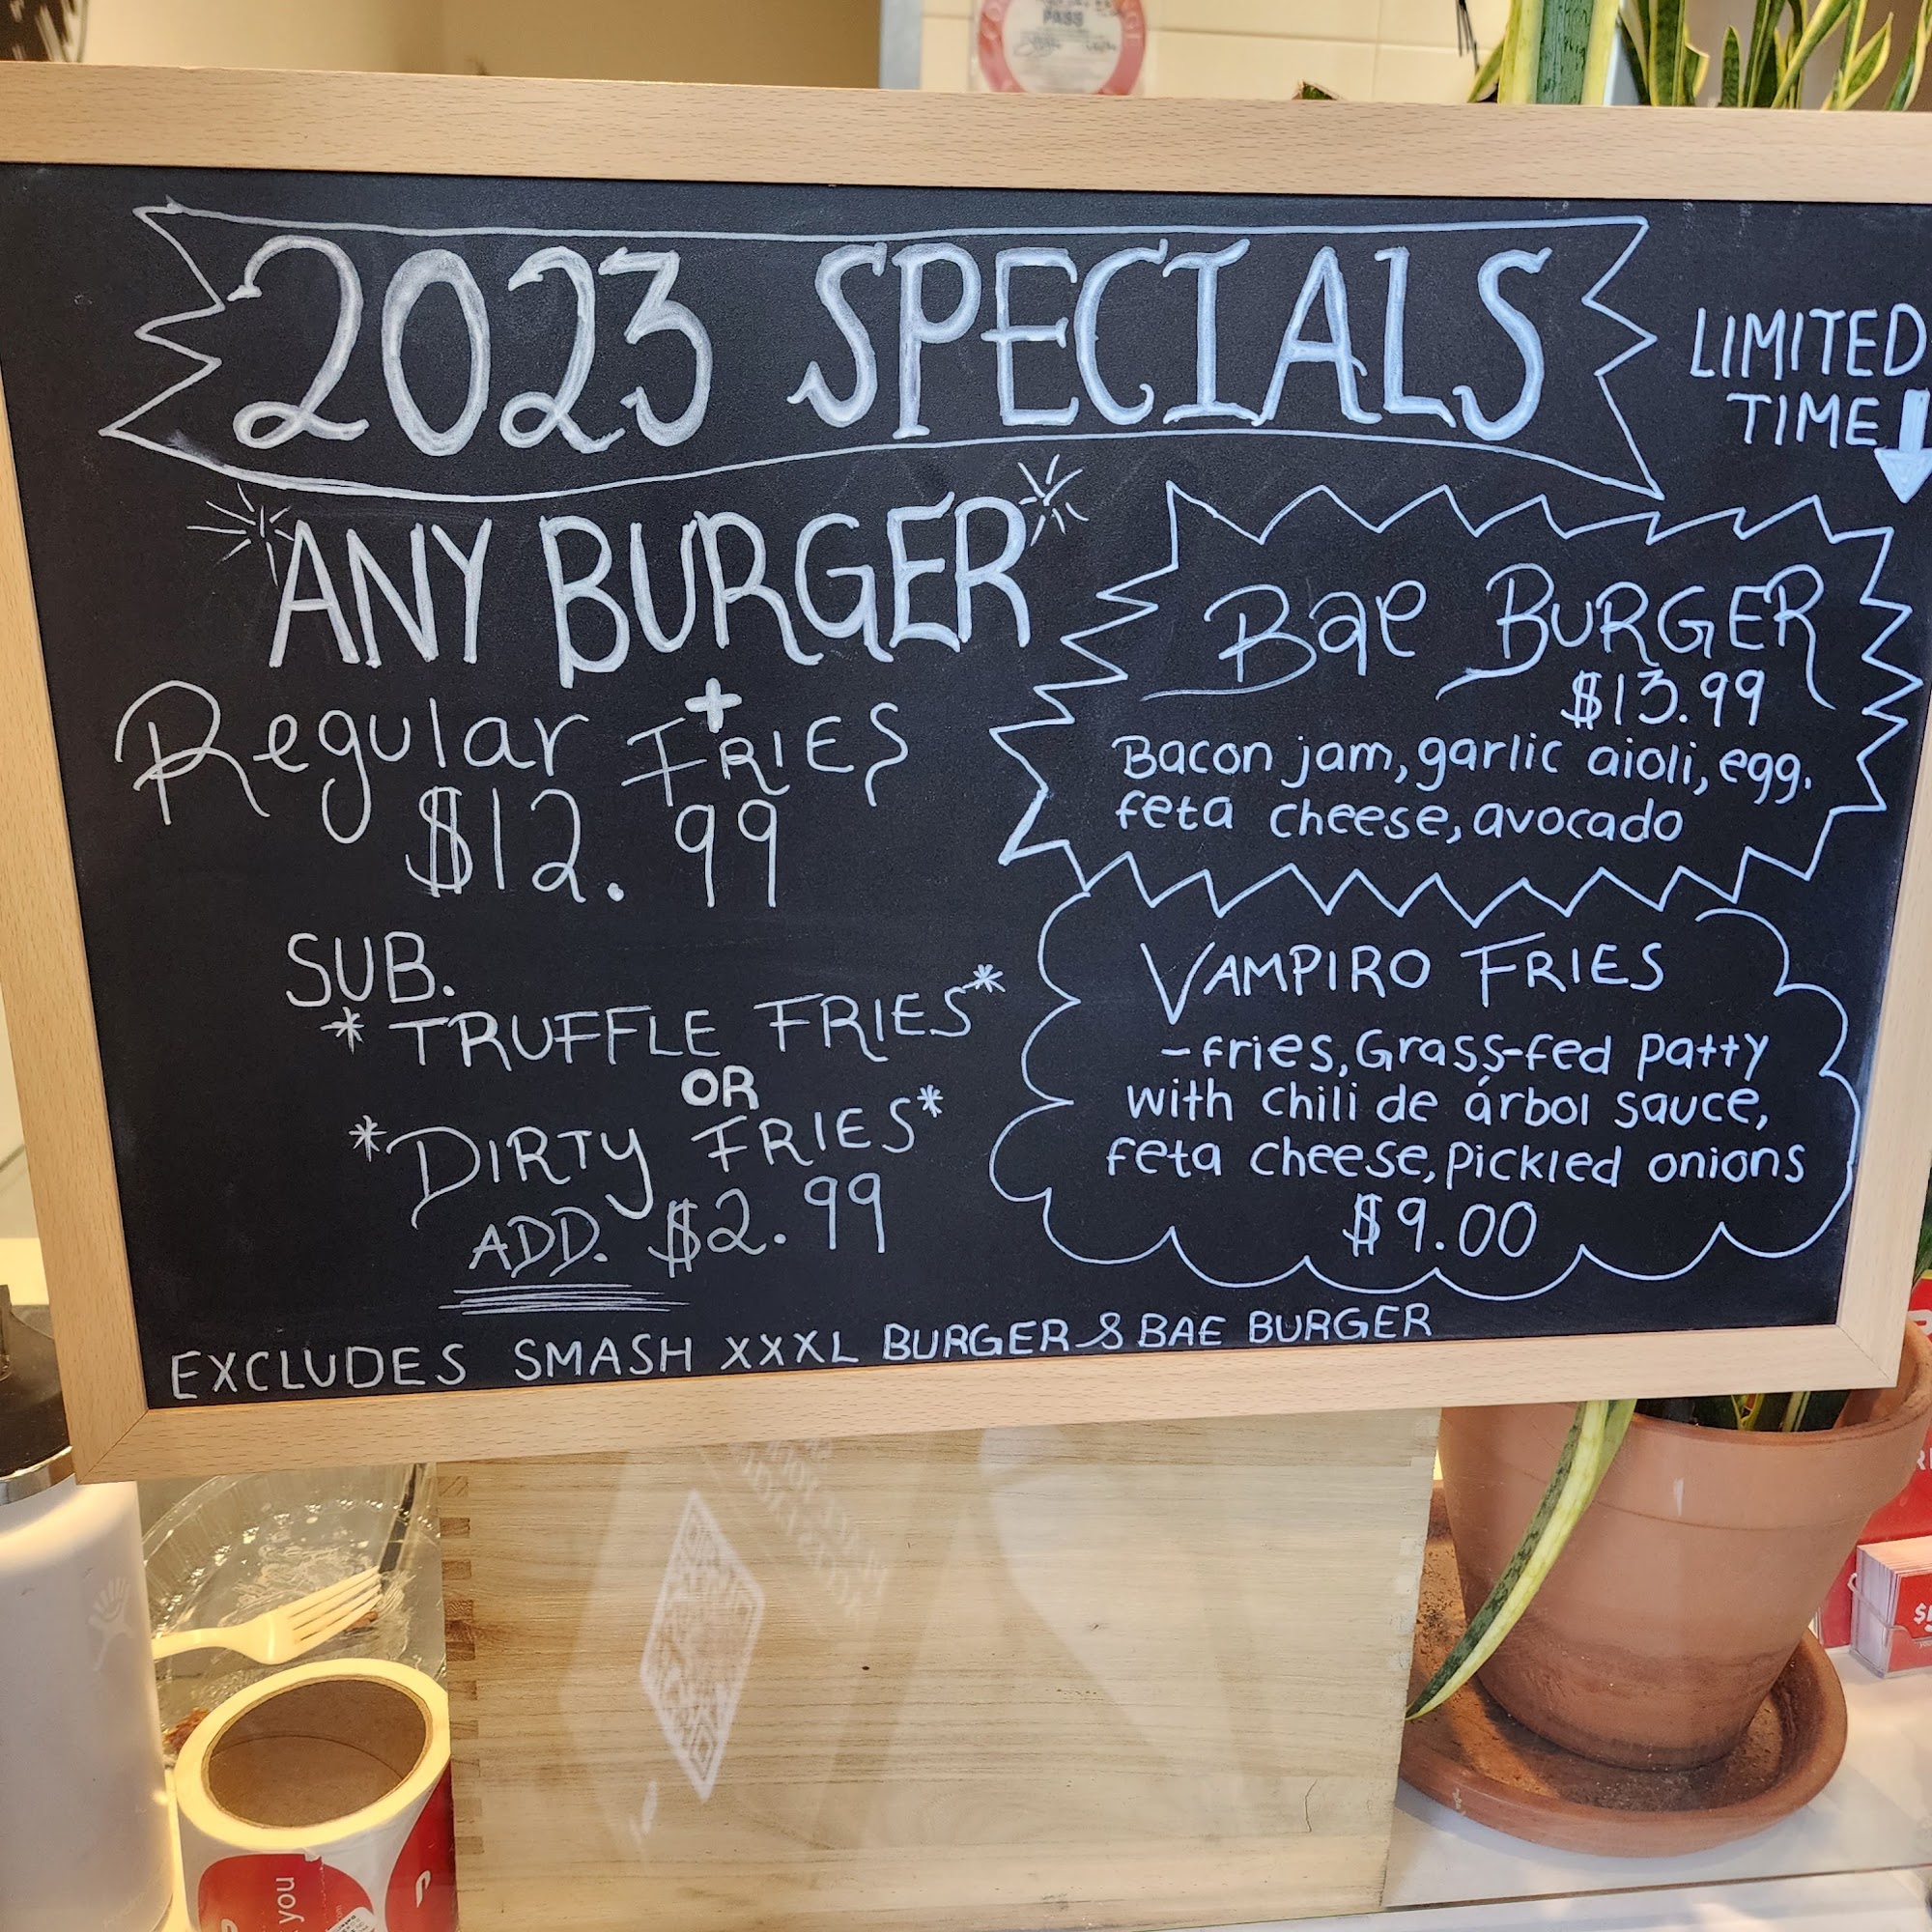 PASS
2023 SPECIALS
LIMITED
TIME
ANY BURGER
+
Regular FRIES
$12.99
SUB.
*TRUFFLE FRIES*
OR
*DIRTY FRIES*
ADD. $2.99
Bae BURGER
$13.99
Bacon jam, garlic aioli, egg,
feta cheese, avocado
VAMPIRO FRIES
-fries, Grass-fed patty
with chili de árbol sauce,
feta cheese, Pickled onions
$9.00
EXCLUDES SMASH XXXL BURGER & BAE BURGER
you